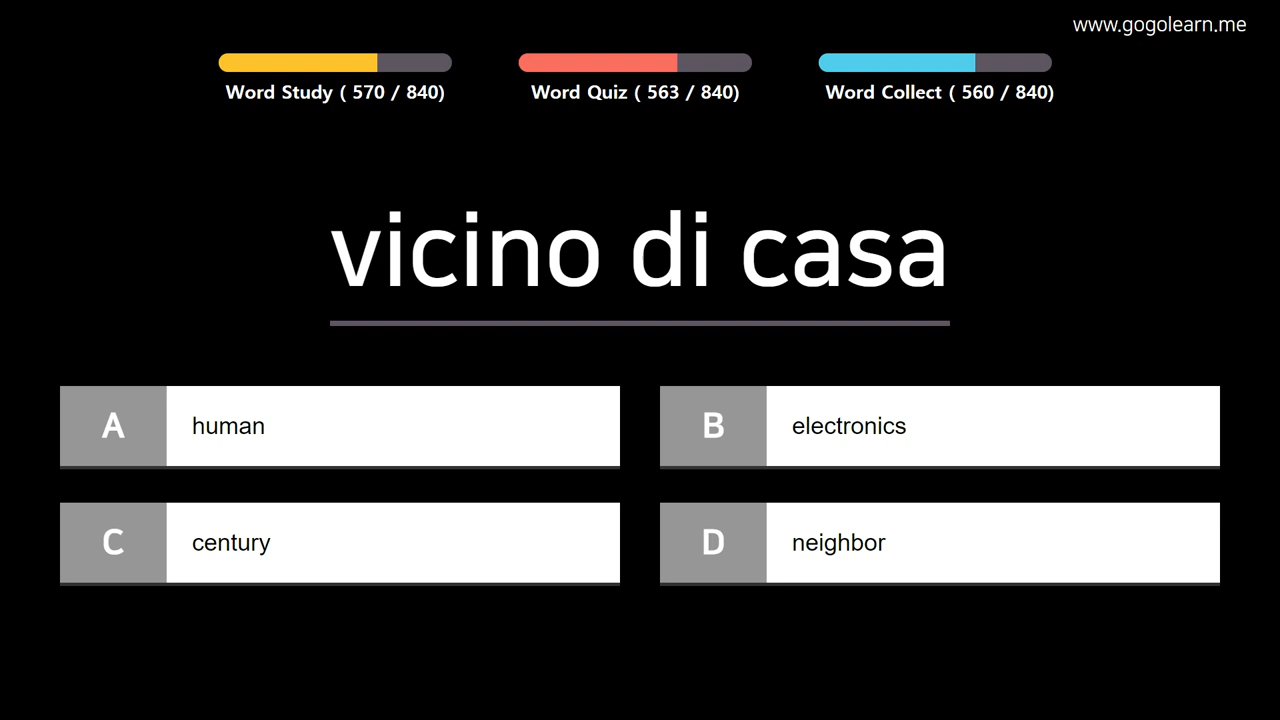 www.gogolearn.me
Word Study ( 570 / 840)
Word Quiz ( 563 / 840)
Word Collect ( 560 / 840)
vicino di casa
A human
B electronics
C century
D neighbor